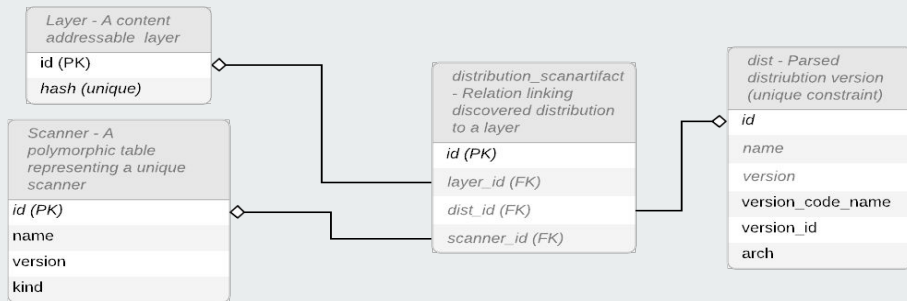 Layer - A content
addressable layer
id (PK)
hash (unique)
Scanner - A
polymorphic table
representing a unique
scanner
id (PK)
name
version
kind
distribution_scanartifact
- Relation linking
discovered distribution
to a layer
id (PK)
layer_id (FK)
dist_id (FK)
scanner_id (FK)
dist - Parsed
distriubtion version
(unique constraint)
id
name
version
version_code_name
version_id
arch